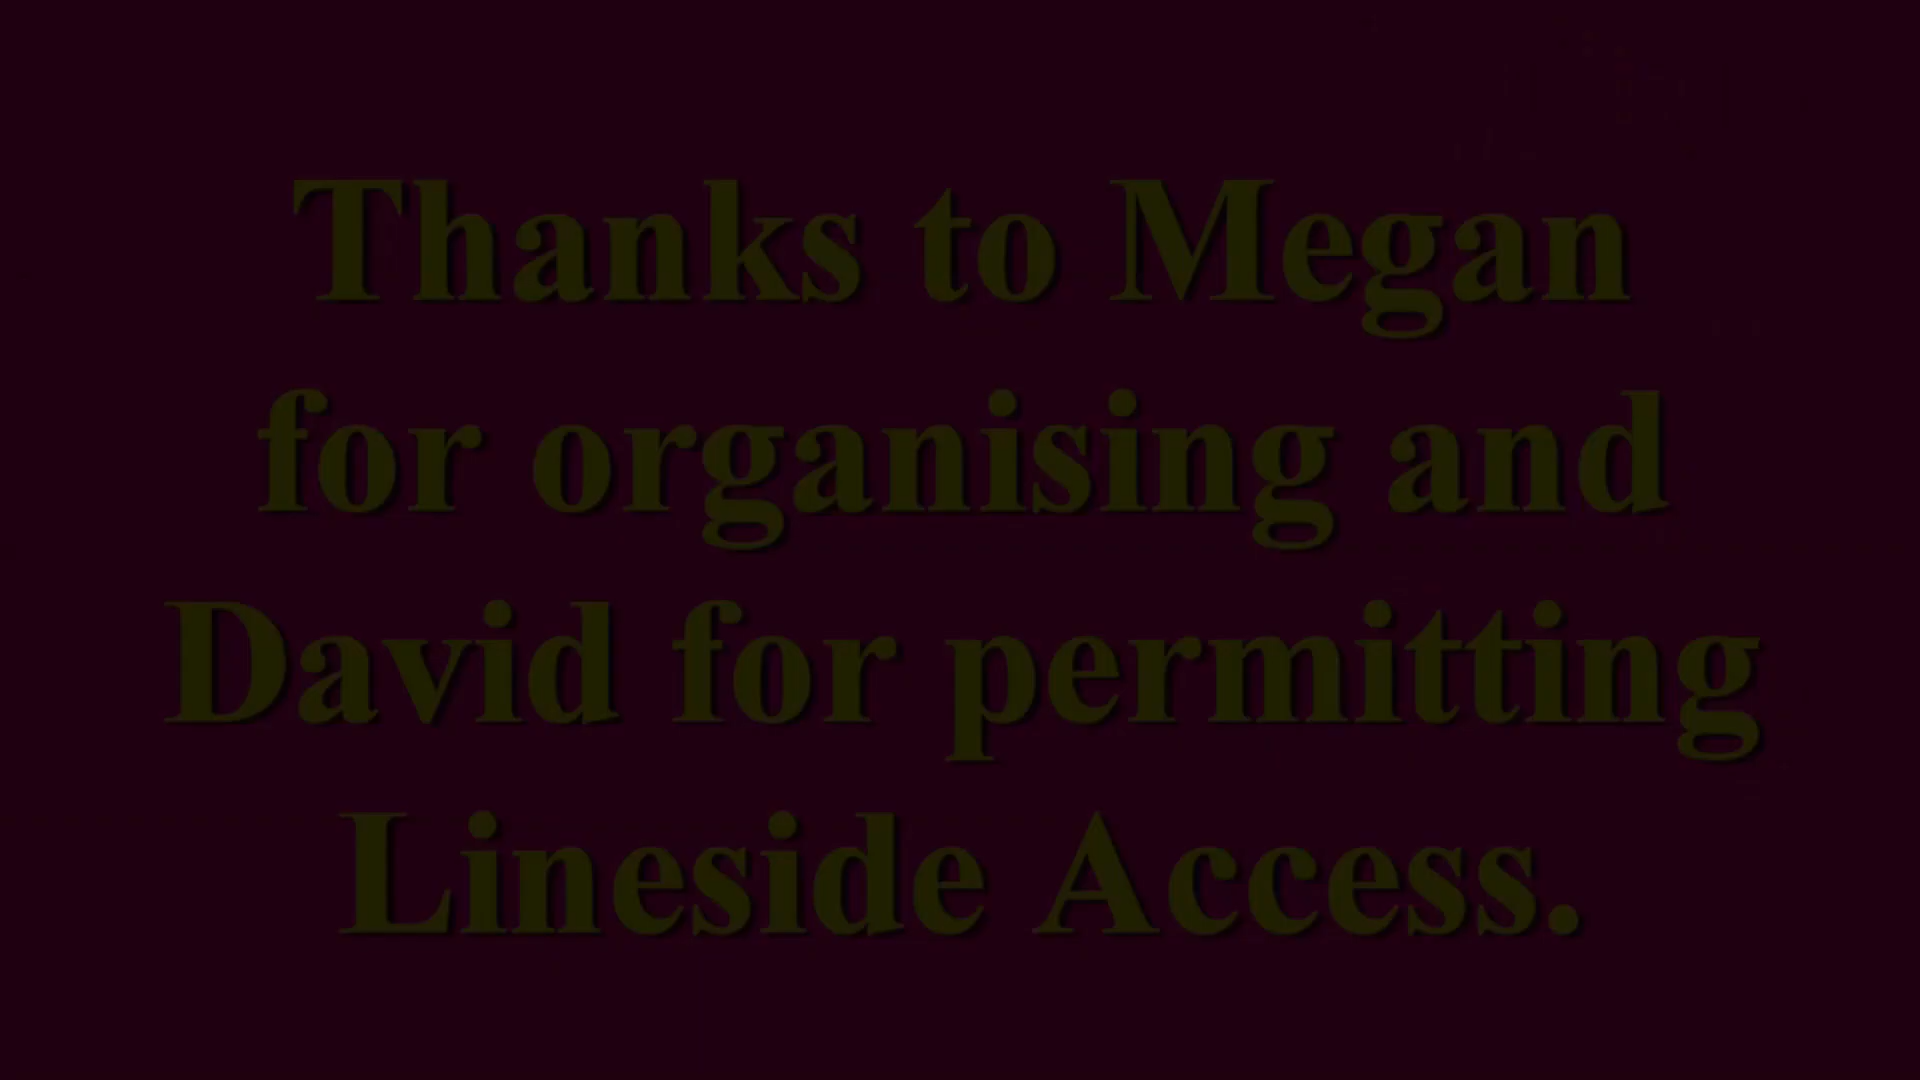 Thanks to Megan
for organising and
David for permitting
Lineside Access.